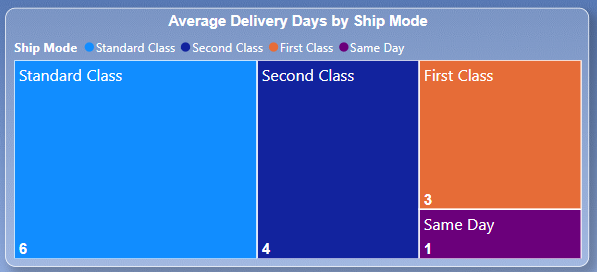 Average Delivery Days by Ship Mode
Ship Mode Standard Class Second Class First Class Same Day
Standard Class
6
Second Class
4
First Class
3
Same Day
1